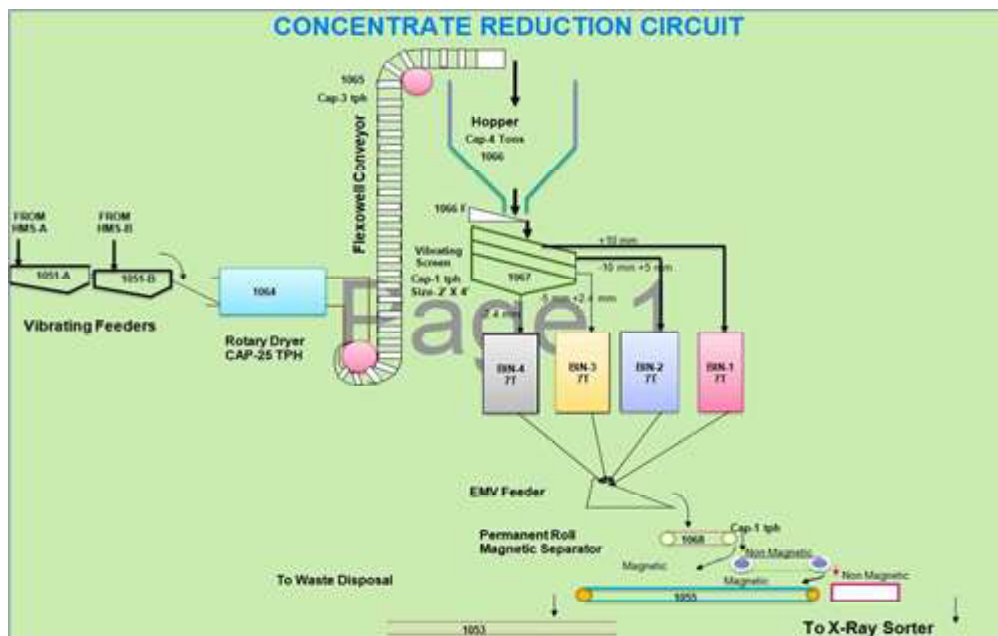 CONCENTRATE REDUCTION CIRCUIT
1065
Cap-3 tph
Flexowell Conveyor
Hopper
Cap-4 Tons
1066
FROM
HMS-A
FROM
HMS-B
1066 F
+10 mm
1051-A
1051-B
Vibrating
Screen
1067
-10 mm +5 mm
Cap-1 tph
Size-2' X 4'
1064
-5 mm +2.4 mm
-2.4 mm
Page 1
Vibrating Feeders
Rotary Dryer
CAP-25 TPH
BIN-4
7T
BIN-3
7T
BIN-2
7T
BIN-1
7T
EMV Feeder
Cap-1 tph
Permanent Roll
Magnetic Separator
1068
Non Magnetic
Magnetic
Magnetic
Non Magnetic
To Waste Disposal
1055
1053
To X-Ray Sorter